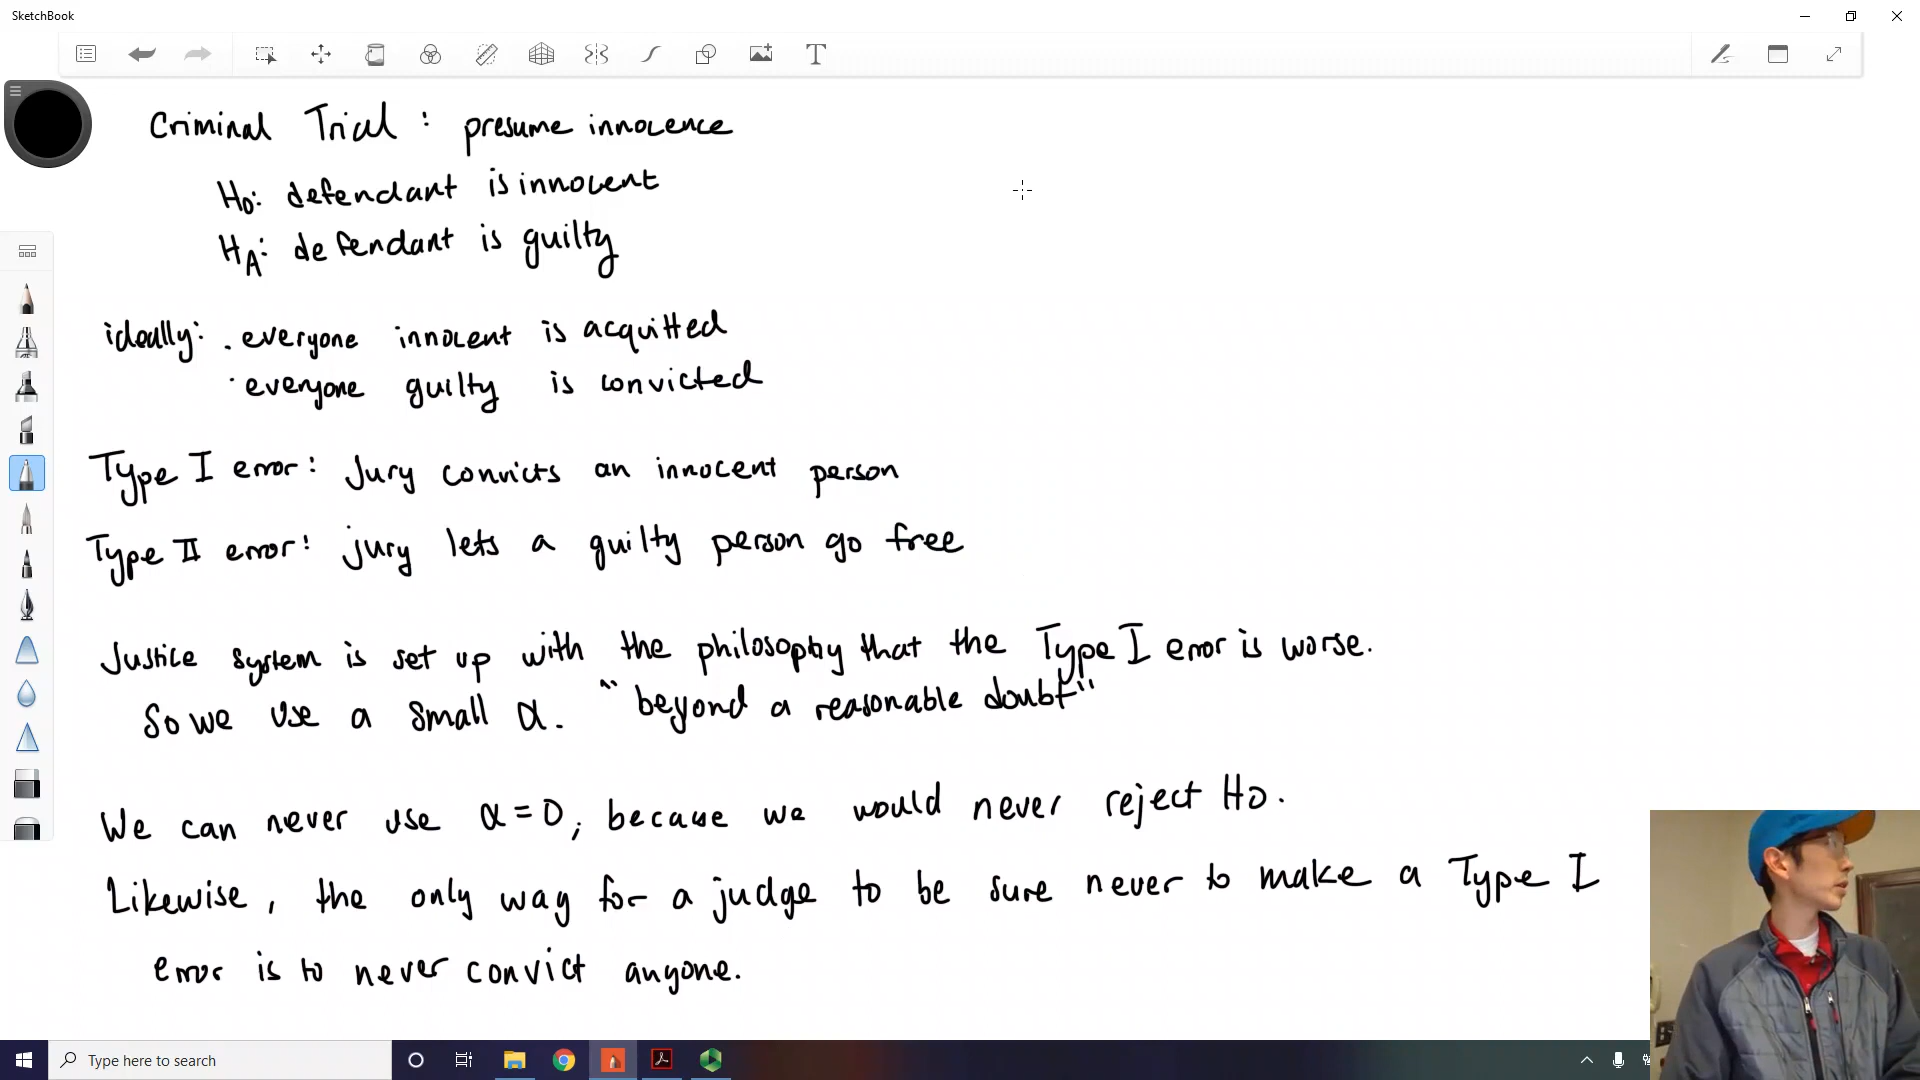 SketchBook
Criminal Trial : presume innocence
H0: defendant is innocent
HA: defendant is guilty
ideally: · everyone innocent is acquitted
· everyone guilty is convicted
Type I error: Jury convicts an innocent person
Type II error: jury lets a guilty person go free
Justice system is set up with the philosophy that the Type I error is worse.
So we use a small α. "beyond a reasonable doubt"
We can never use α = 0, because we would never reject H0.
Likewise, the only way for a judge to be sure never to make a Type I
error is to never convict anyone.
Type here to search